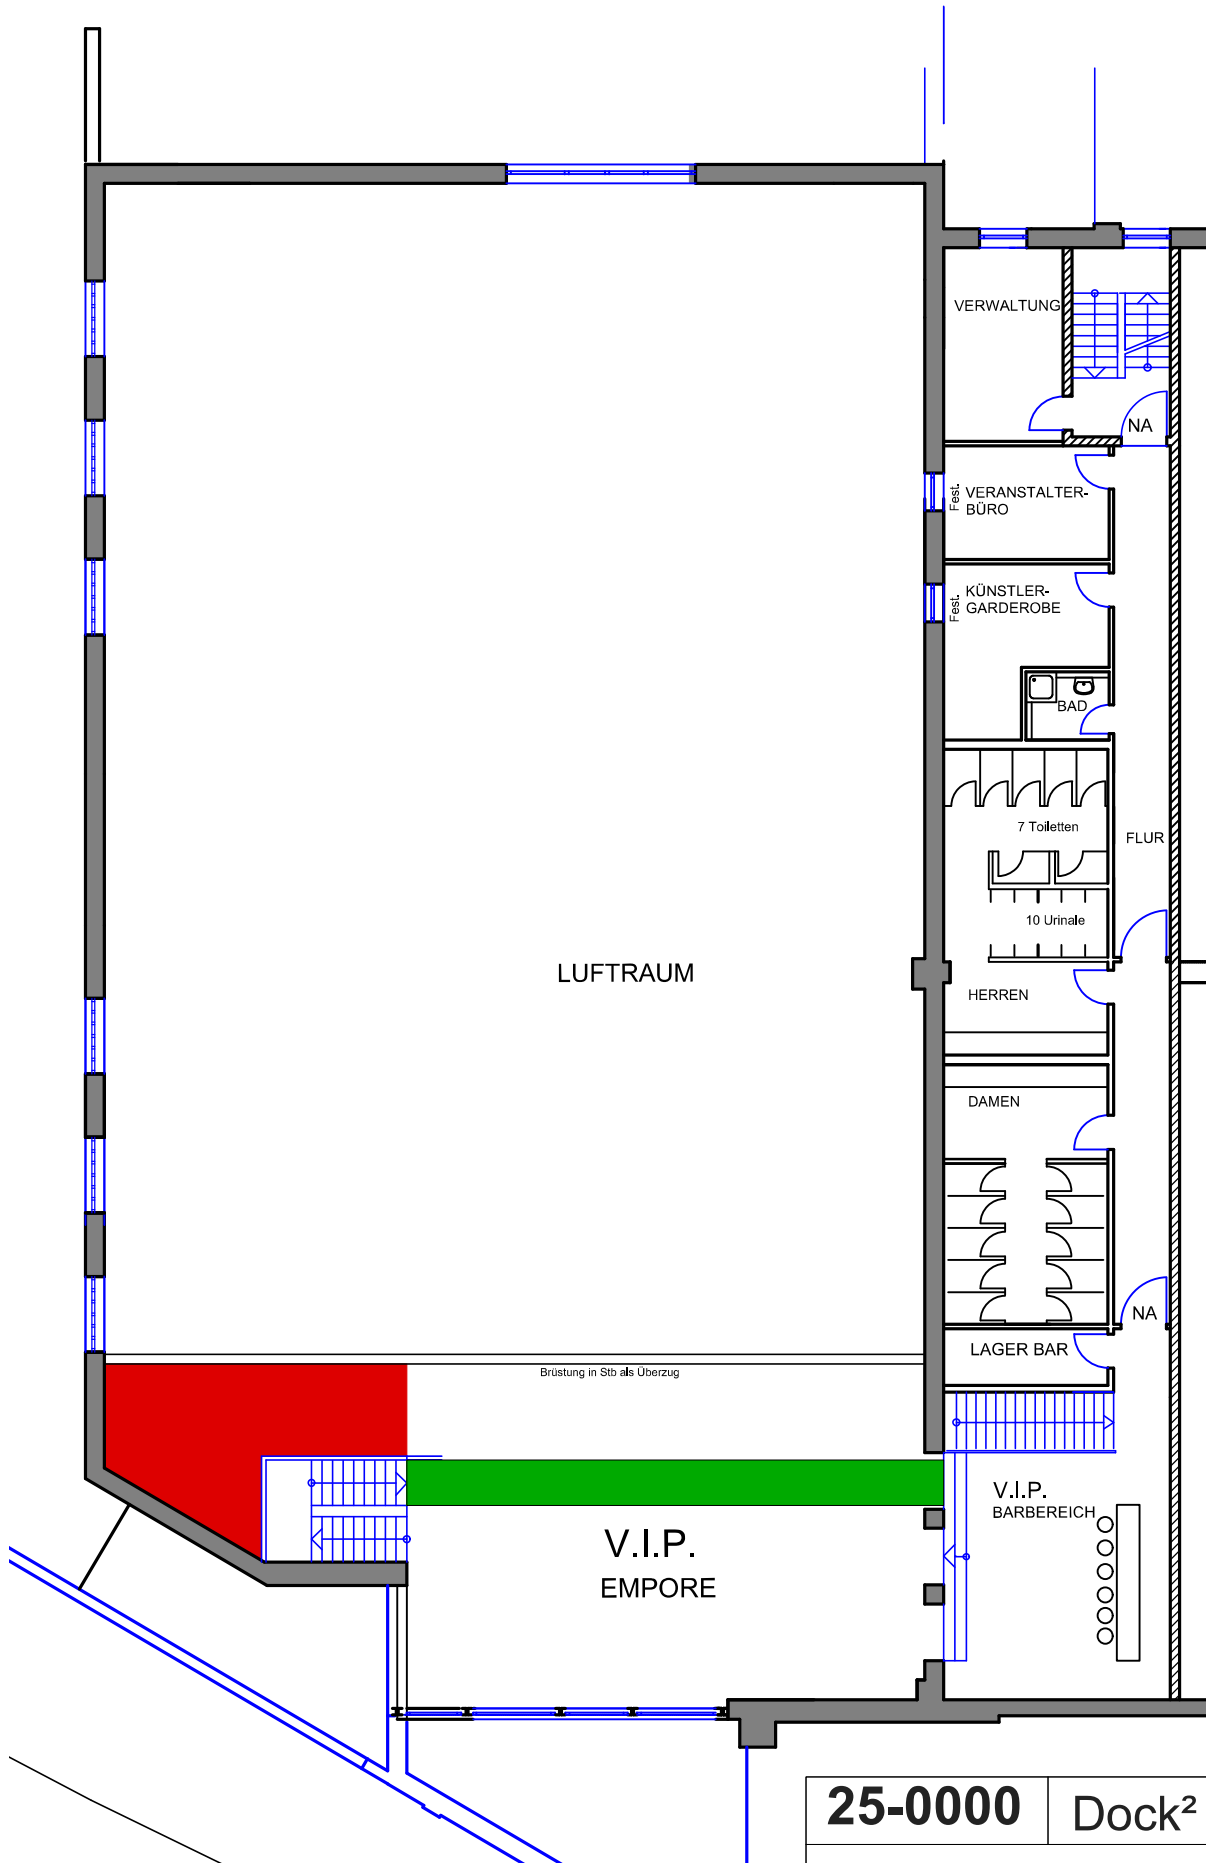 VERWALTUNG
NA
Fest.
VERANSTALTER-
BÜRO
Fest.
KÜNSTLER-
GARDEROBE
BAD
7 Toiletten
FLUR
10 Urinale
LUFTRAUM
HERREN
DAMEN
NA
LAGER BAR
Brüstung in Stb als Überzug
V.I.P.
BARBEREICH
V.I.P.
EMPORE
25-0000
Dock²